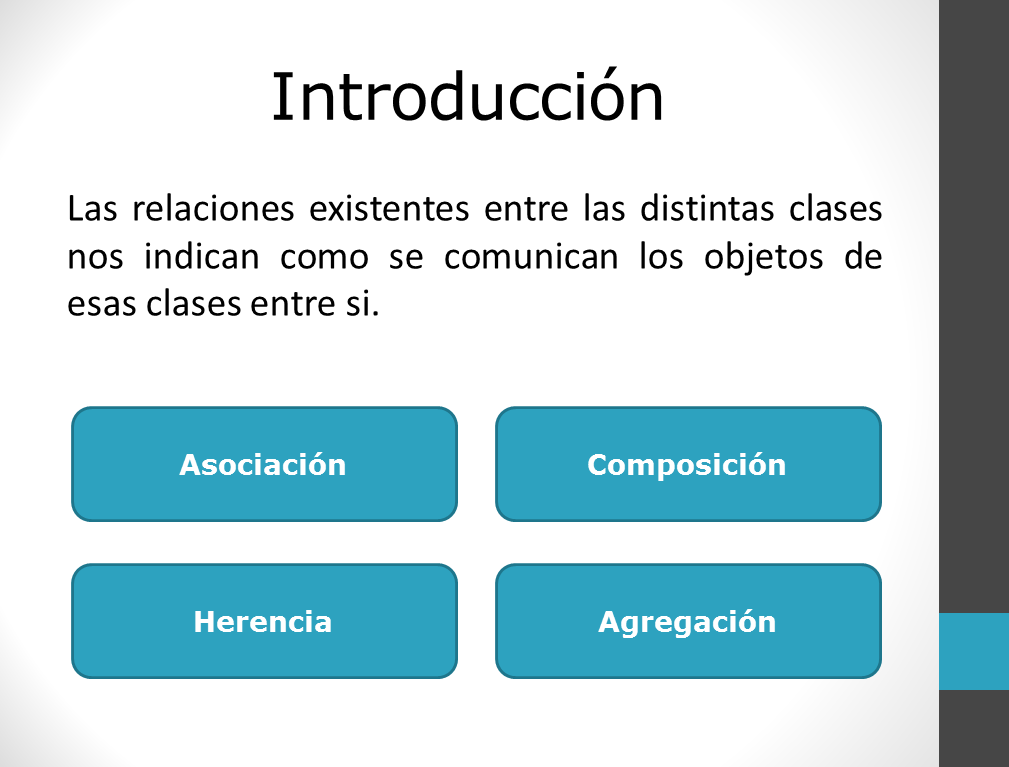 Introducción
Las relaciones existentes entre las distintas clases
nos indican como se comunican los objetos de
esas clases entre si.
Asociación
Composición
Herencia
Agregación